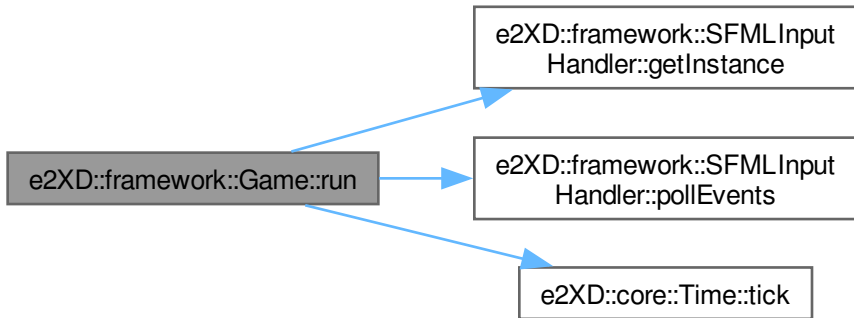 e2XD::framework::SFMLInput
Handler::getInstance
e2XD::framework::Game::run
e2XD::framework::SFMLInput
Handler::pollEvents
e2XD::core::Time::tick